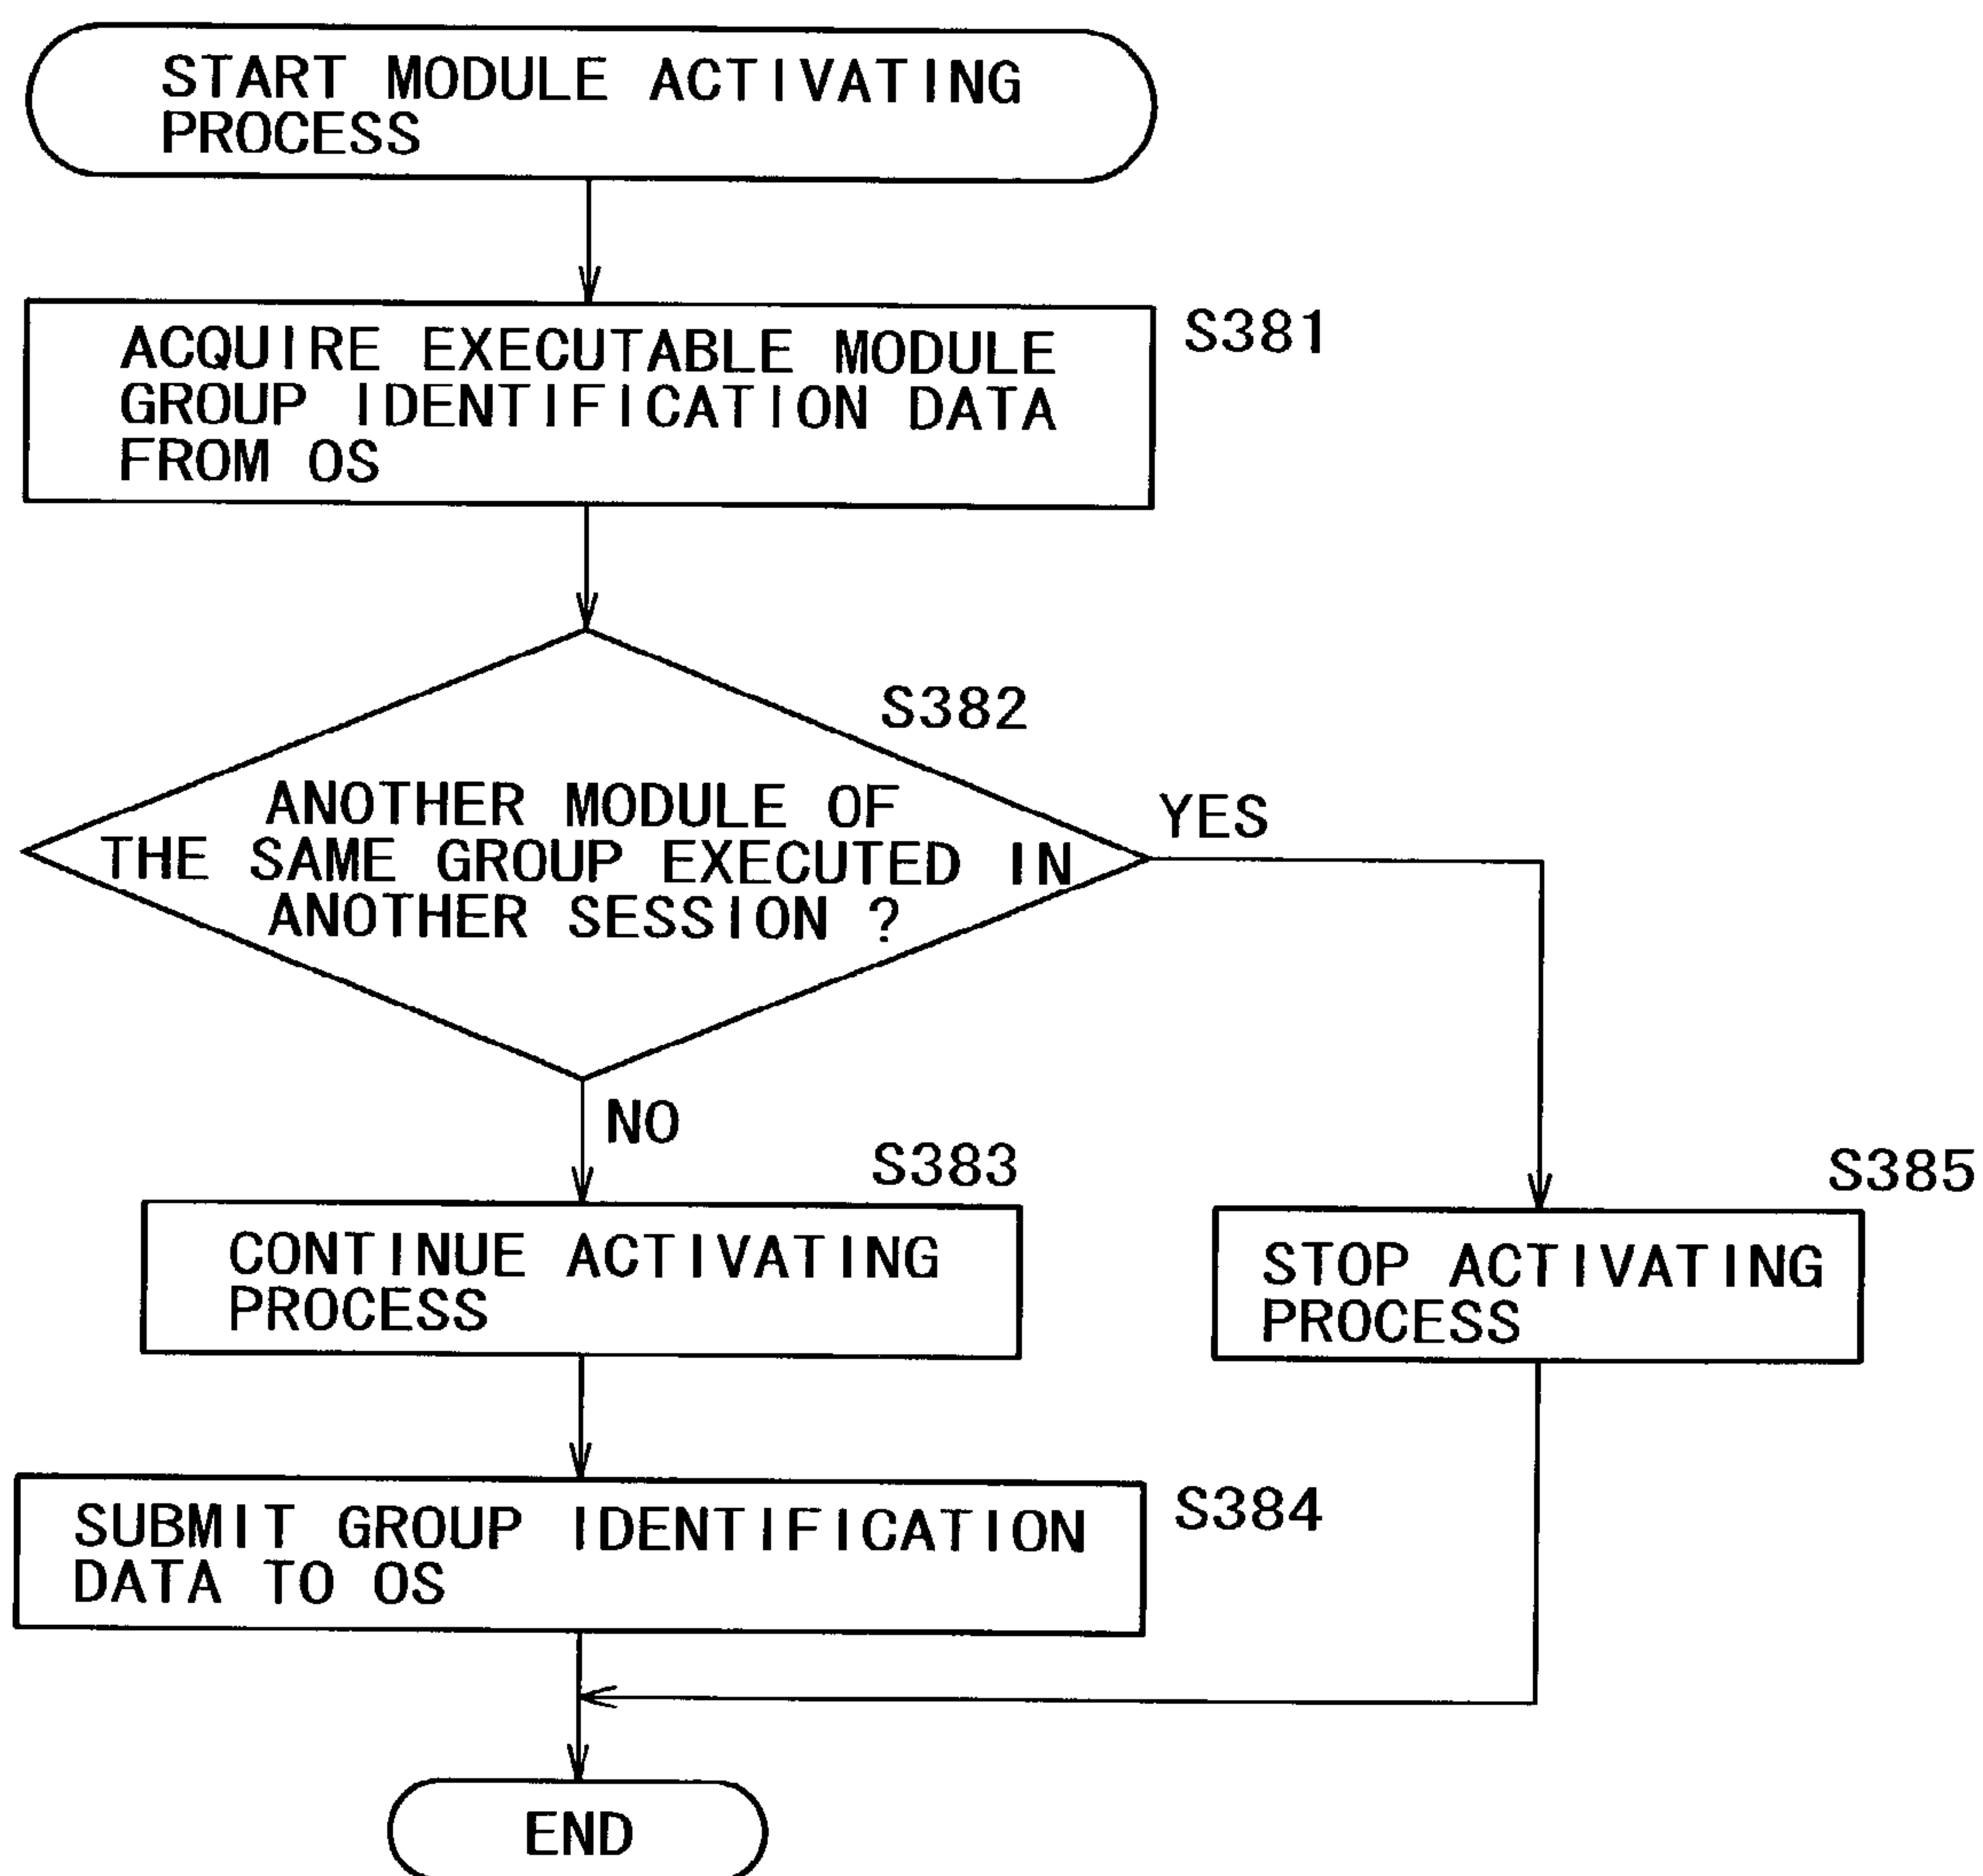 START MODULE ACTIVATING
PROCESS
ACQUIRE EXECUTABLE MODULE
GROUP IDENTIFICATION DATA
FROM OS
S381
S382
ANOTHER MODULE OF
THE SAME GROUP EXECUTED IN
ANOTHER SESSION ?
YES
NO
S383
CONTINUE ACTIVATING
PROCESS
S385
STOP ACTIVATING
PROCESS
SUBMIT GROUP IDENTIFICATION
DATA TO OS
S384
END